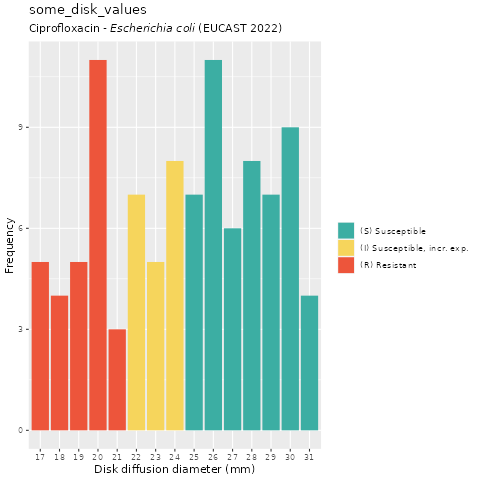 some_disk_values
Ciprofloxacin - Escherichia coli (EUCAST 2022)
Frequency
9
6
3
0
17 18 19 20 21 22 23 24 25 26 27 28 29 30 31
Disk diffusion diameter (mm)
(S) Susceptible
(I) Susceptible, incr. exp.
(R) Resistant